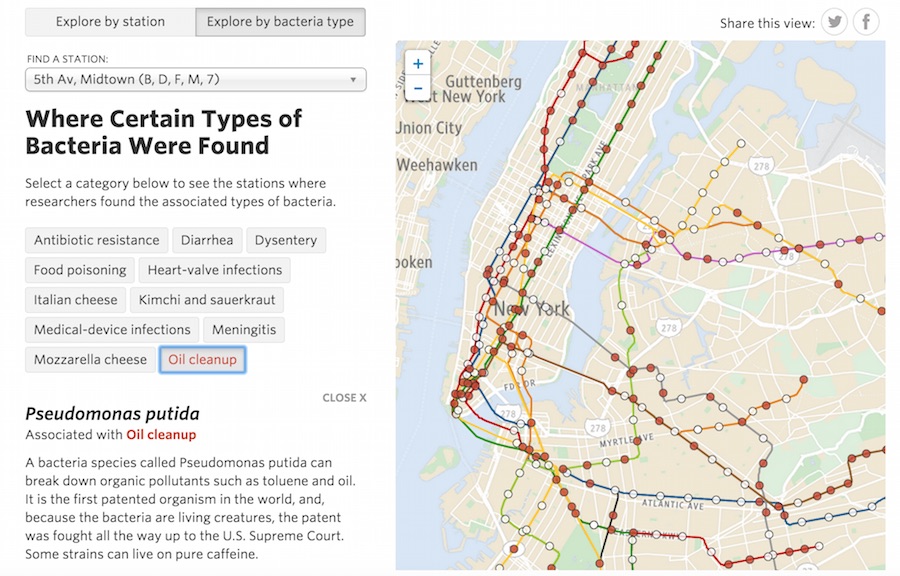 Explore by station
Explore by bacteria type
Share this view:
FIND A STATION:
5th Av, Midtown (B, D, F, M, 7)
Where Certain Types of
Bacteria Were Found
Select a category below to see the stations where
researchers found the associated types of bacteria.
Antibiotic resistance
Diarrhea
Dysentery
Food poisoning
Heart-valve infections
Italian cheese
Kimchi and sauerkraut
Medical-device infections
Meningitis
Mozzarella cheese
Oil cleanup
CLOSE X
Pseudomonas putida
Associated with Oil cleanup
A bacteria species called Pseudomonas putida can
break down organic pollutants such as toluene and oil.
It is the first patented organism in the world, and,
because the bacteria are living creatures, the patent
was fought all the way up to the U.S. Supreme Court.
Some strains can live on pure caffeine.
+
-
Guttenberg
West New York
Union City
Weehawken
oken
MANHATTAN
PARK AVE
New York
FDR DR
278
278
278
278
278
MYRTLE AVE
ATLANTIC AVE